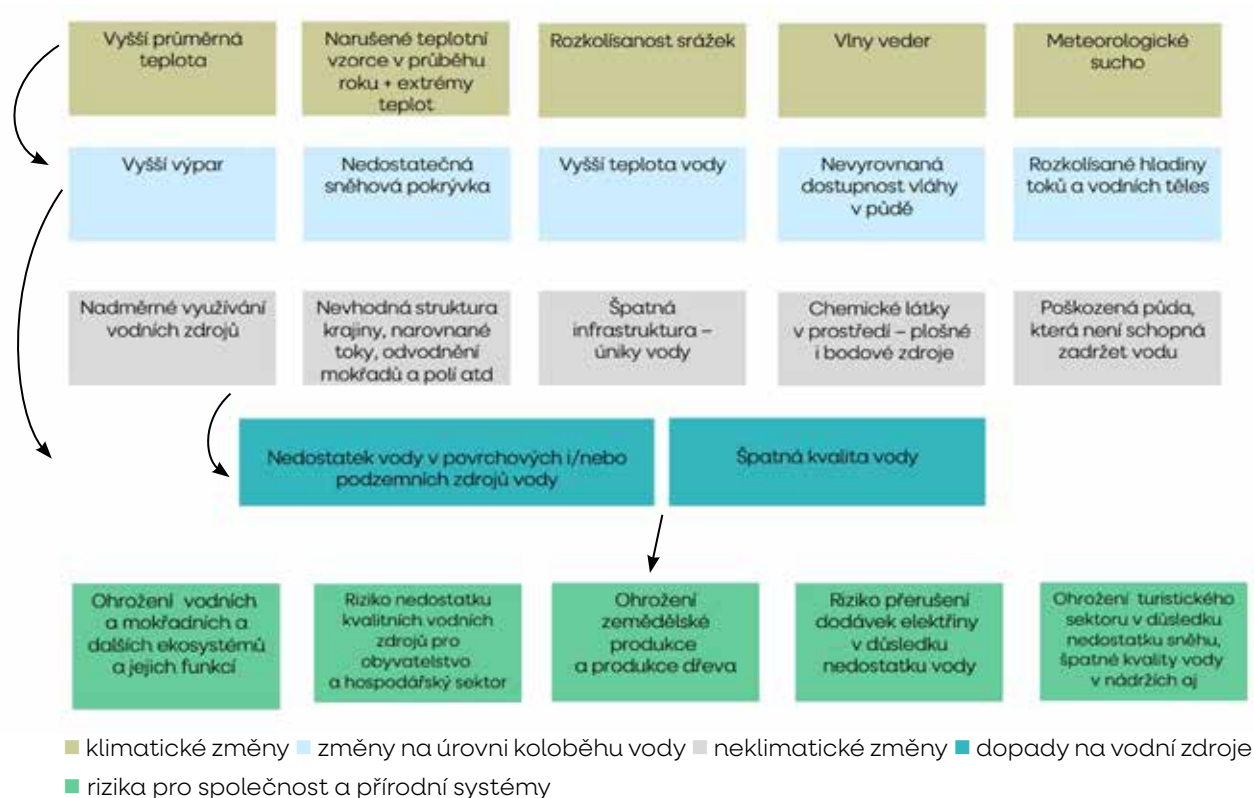 Vyšší průměrná
teplota
Narušené teplotní
vzorce v průběhu
roku + extrémy
teplot
Rozkolísanost srážek
Vlny veder
Meteorologické
sucho
Vyšší výpar
Nedostatečná
sněhová pokrývka
Vyšší teplota vody
Nevyrovnaná
dostupnost vláhy
v půdě
Rozkolísané hladiny
toků a vodních těles
Nadměrné využívání
vodních zdrojů
Nevhodná struktura
krajiny, narovnané
toky, odvodnění
mokřadů a polí atd
Špatná
infrastruktura –
úniky vody
Chemické látky
v prostředí – plošné
i bodové zdroje
Poškozená půda,
která není schopná
zadržet vodu
Nedostatek vody v povrchových i/nebo
podzemních zdrojů vody
Špatná kvalita vody
Ohrožení vodních
a mokřadních a
dalších ekosystémů
a jejich funkcí
Riziko nedostatku
kvalitních vodních
zdrojů pro
obyvatelstvo
a hospodářský sektor
Ohrožení
zemědělské
produkce
a produkce dřeva
Riziko přerušení
dodávek elektřiny
v důsledku
nedostatku vody
Ohrožení turistického
sektoru v důsledku
nedostatku sněhu,
špatné kvality vody
v nádržích aj
klimatické změny změny na úrovni koloběhu vody neklimatické změny dopady na vodní zdroje
rizika pro společnost a přírodní systémy